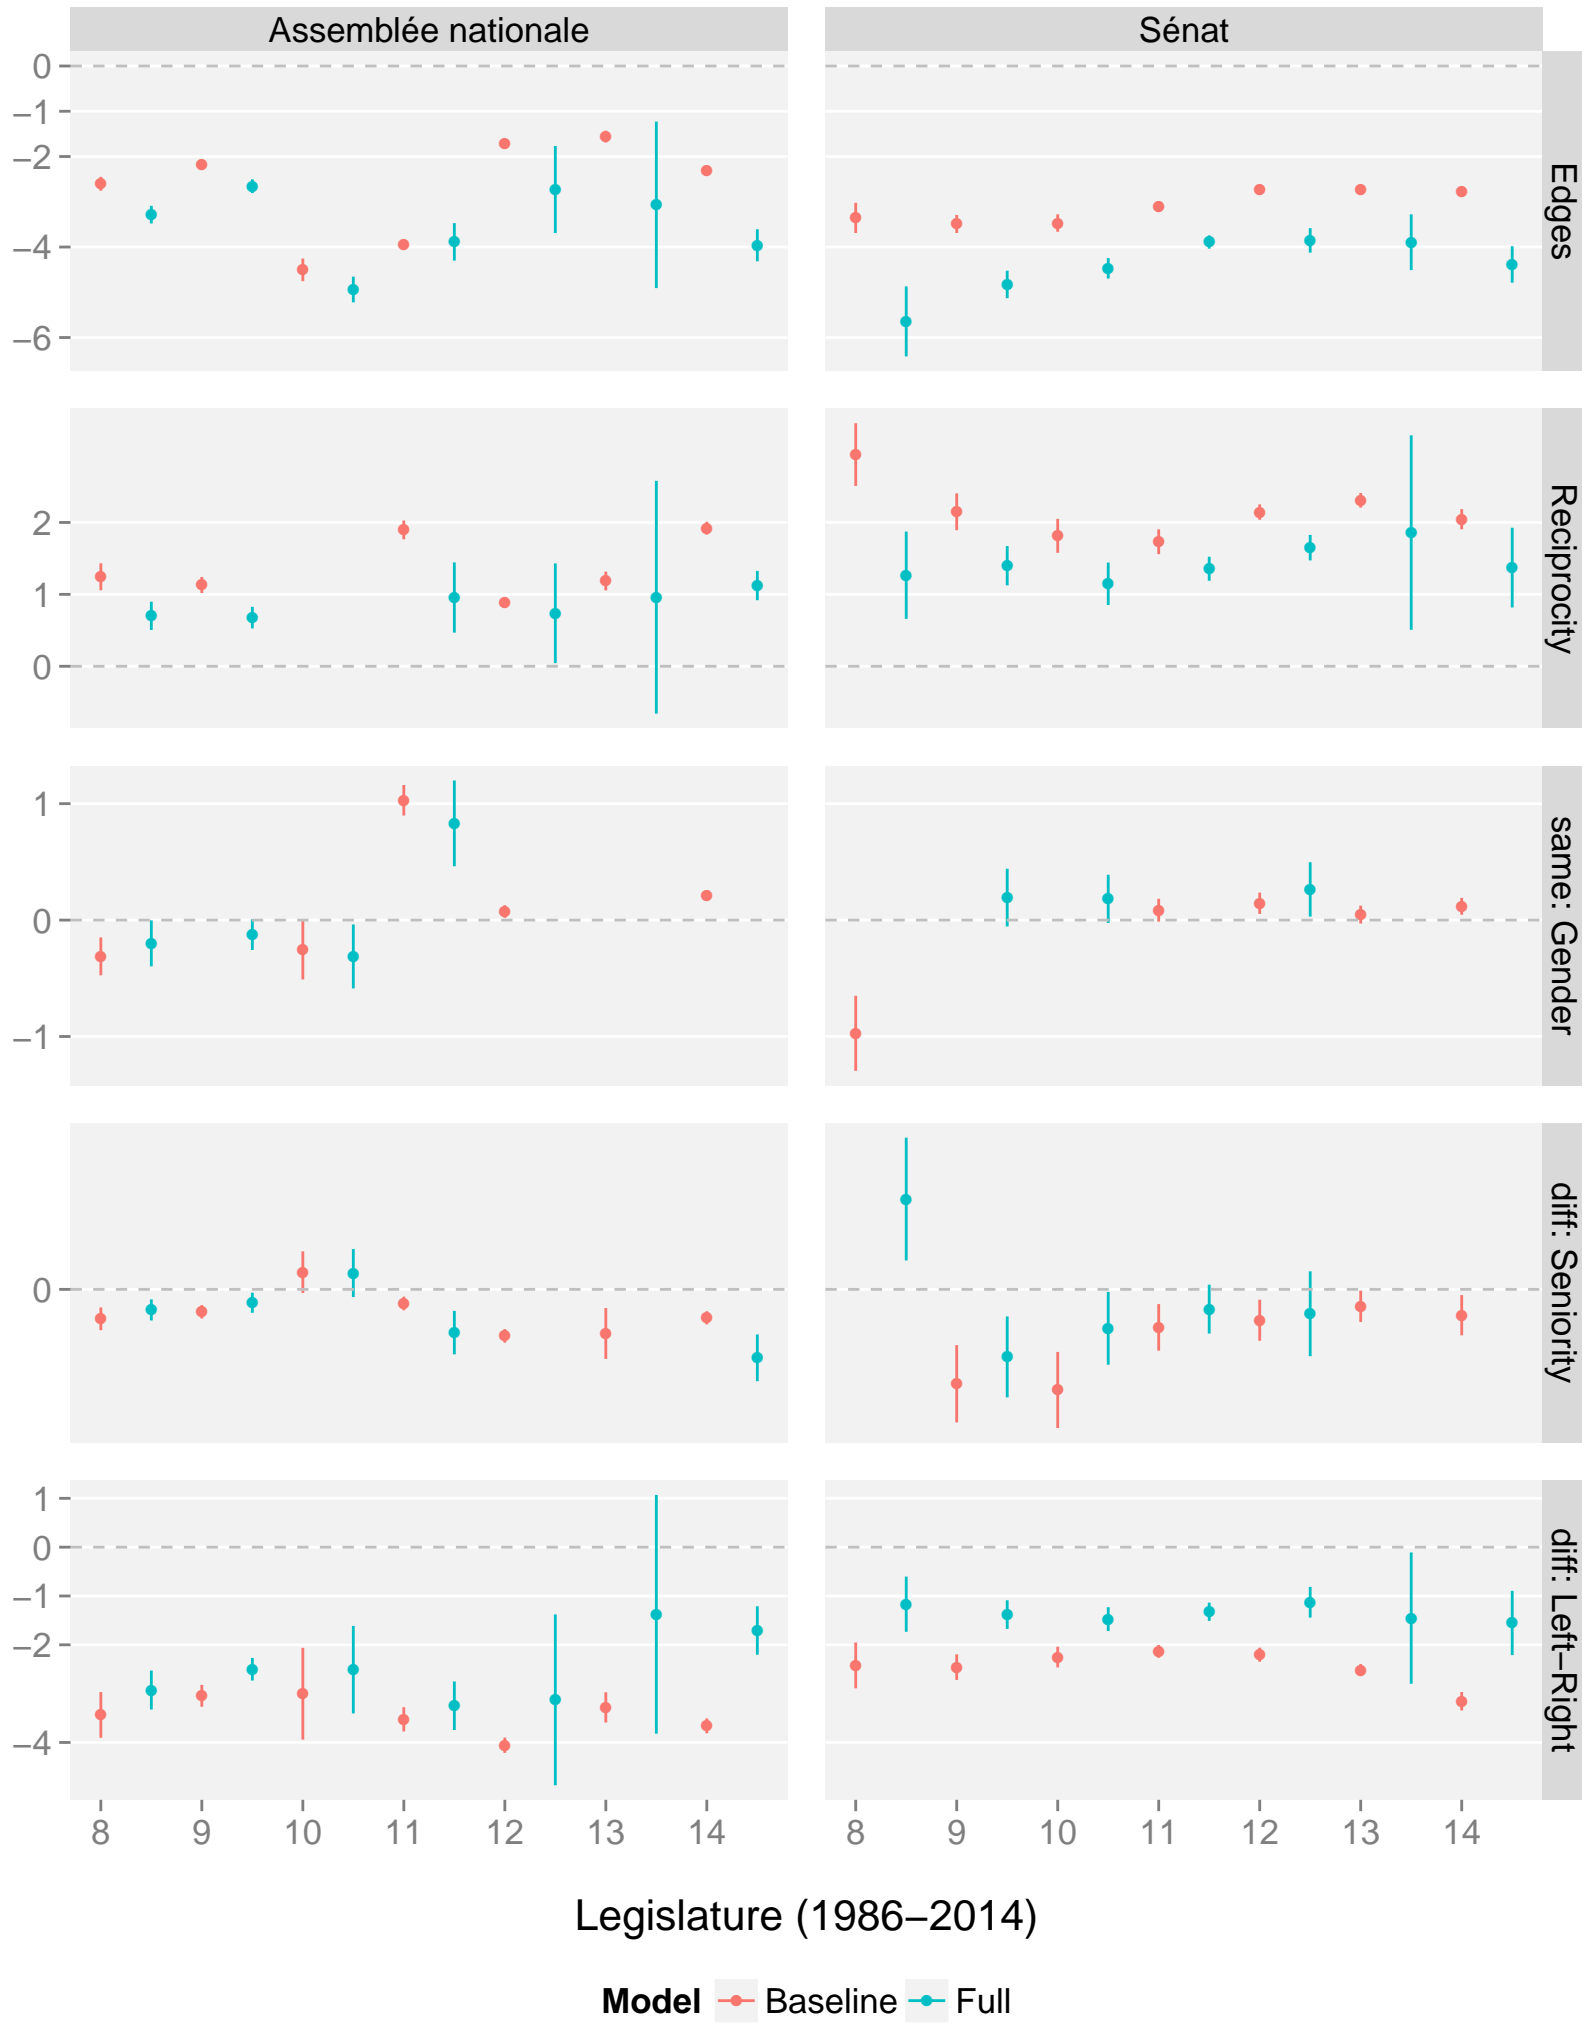 Assemblée nationale
Sénat
0
−1
−2
−4
−6
Edges
2
1
0
Reciprocity
1
0
−1
same: Gender
0
diff: Seniority
1
0
−1
−2
−4
diff: Left−Right
8 9 10 11 12 13 14
8 9 10 11 12 13 14
Legislature (1986−2014)
Model Baseline Full